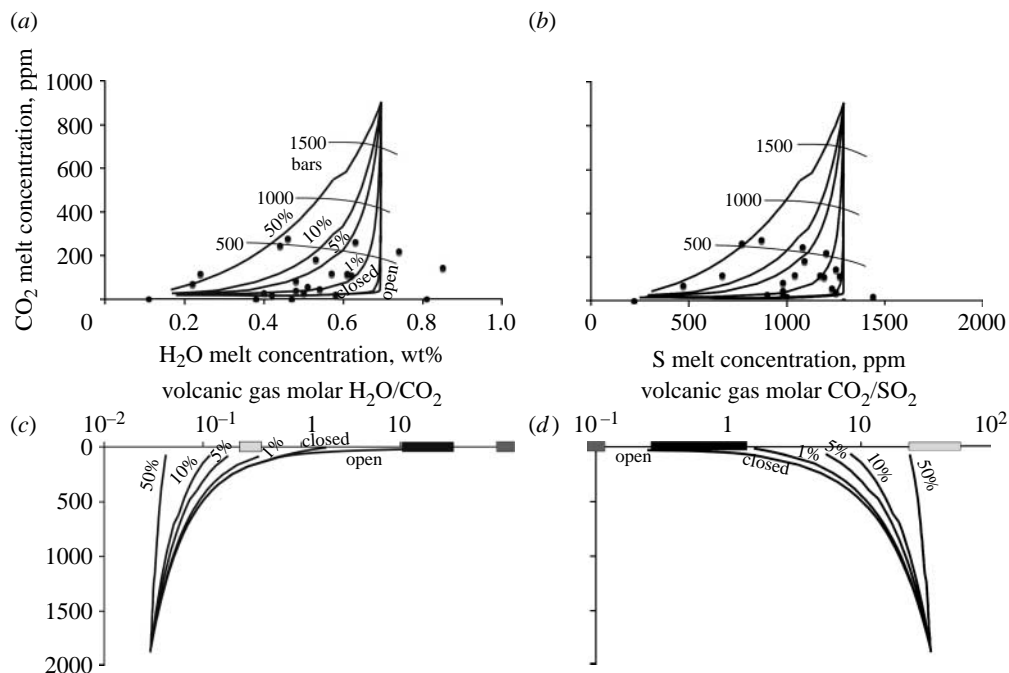 (a)
(b)
CO2 melt concentration, ppm
1000
800
600
400
200
0
1500
bars
1000
500
50%
10%
5%
1%
closed
open
0.2 0.4 0.6 0.8 1.0
H2O melt concentration, wt%
1500
1000
500
0 500 1000 1500 2000
S melt concentration, ppm
volcanic gas molar H2O/CO2
volcanic gas molar CO2/SO2
(c)
10−2 10−1 1 10
0
500
1000
1500
2000
50%
10%
5%
1%
closed
open
(d)
10−1 1 10 102
open
closed
1%
5%
10%
50%